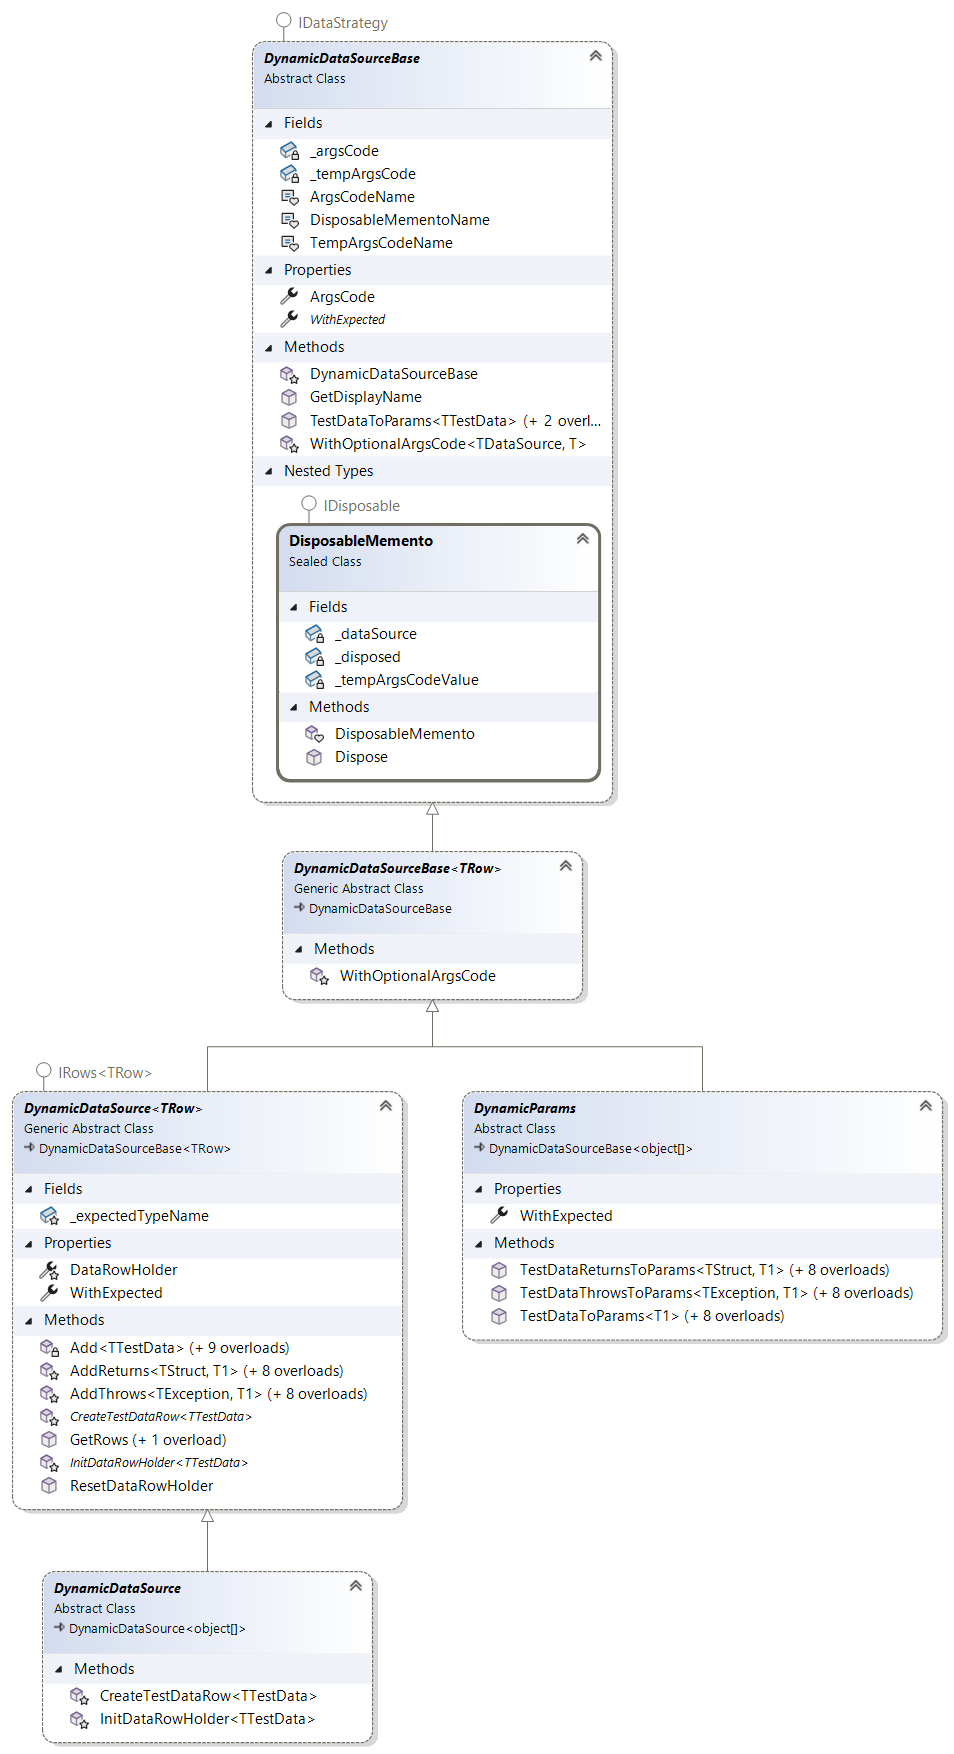 IDataStrategy
DynamicDataSourceBase
Abstract Class
Fields
_argsCode
_tempArgsCode
ArgsCodeName
DisposableMementoName
TempArgsCodeName
Properties
ArgsCode
WithExpected
Methods
DynamicDataSourceBase
GetDisplayName
TestDataToParams<TTestData> (+ 2 overl...
WithOptionalArgsCode<TDataSource, T>
Nested Types
IDisposable
DisposableMemento
Sealed Class
Fields
_dataSource
_disposed
_tempArgsCodeValue
Methods
DisposableMemento
Dispose
DynamicDataSourceBase<TRow>
Generic Abstract Class
DynamicDataSourceBase
Methods
WithOptionalArgsCode
IRows<TRow>
DynamicDataSource<TRow>
Generic Abstract Class
DynamicDataSourceBase<TRow>
Fields
_expectedTypeName
Properties
DataRowHolder
WithExpected
Methods
Add<TTestData> (+ 9 overloads)
AddReturns<TStruct, T1> (+ 8 overloads)
AddThrows<TException, T1> (+ 8 overloads)
CreateTestDataRow<TTestData>
GetRows (+ 1 overload)
InitDataRowHolder<TTestData>
ResetDataRowHolder
DynamicParams
Abstract Class
DynamicDataSourceBase<object[]>
Properties
WithExpected
Methods
TestDataReturnsToParams<TStruct, T1> (+ 8 overloads)
TestDataThrowsToParams<TException, T1> (+ 8 overloads)
TestDataToParams<T1> (+ 8 overloads)
DynamicDataSource
Abstract Class
DynamicDataSource<object[]>
Methods
CreateTestDataRow<TTestData>
InitDataRowHolder<TTestData>